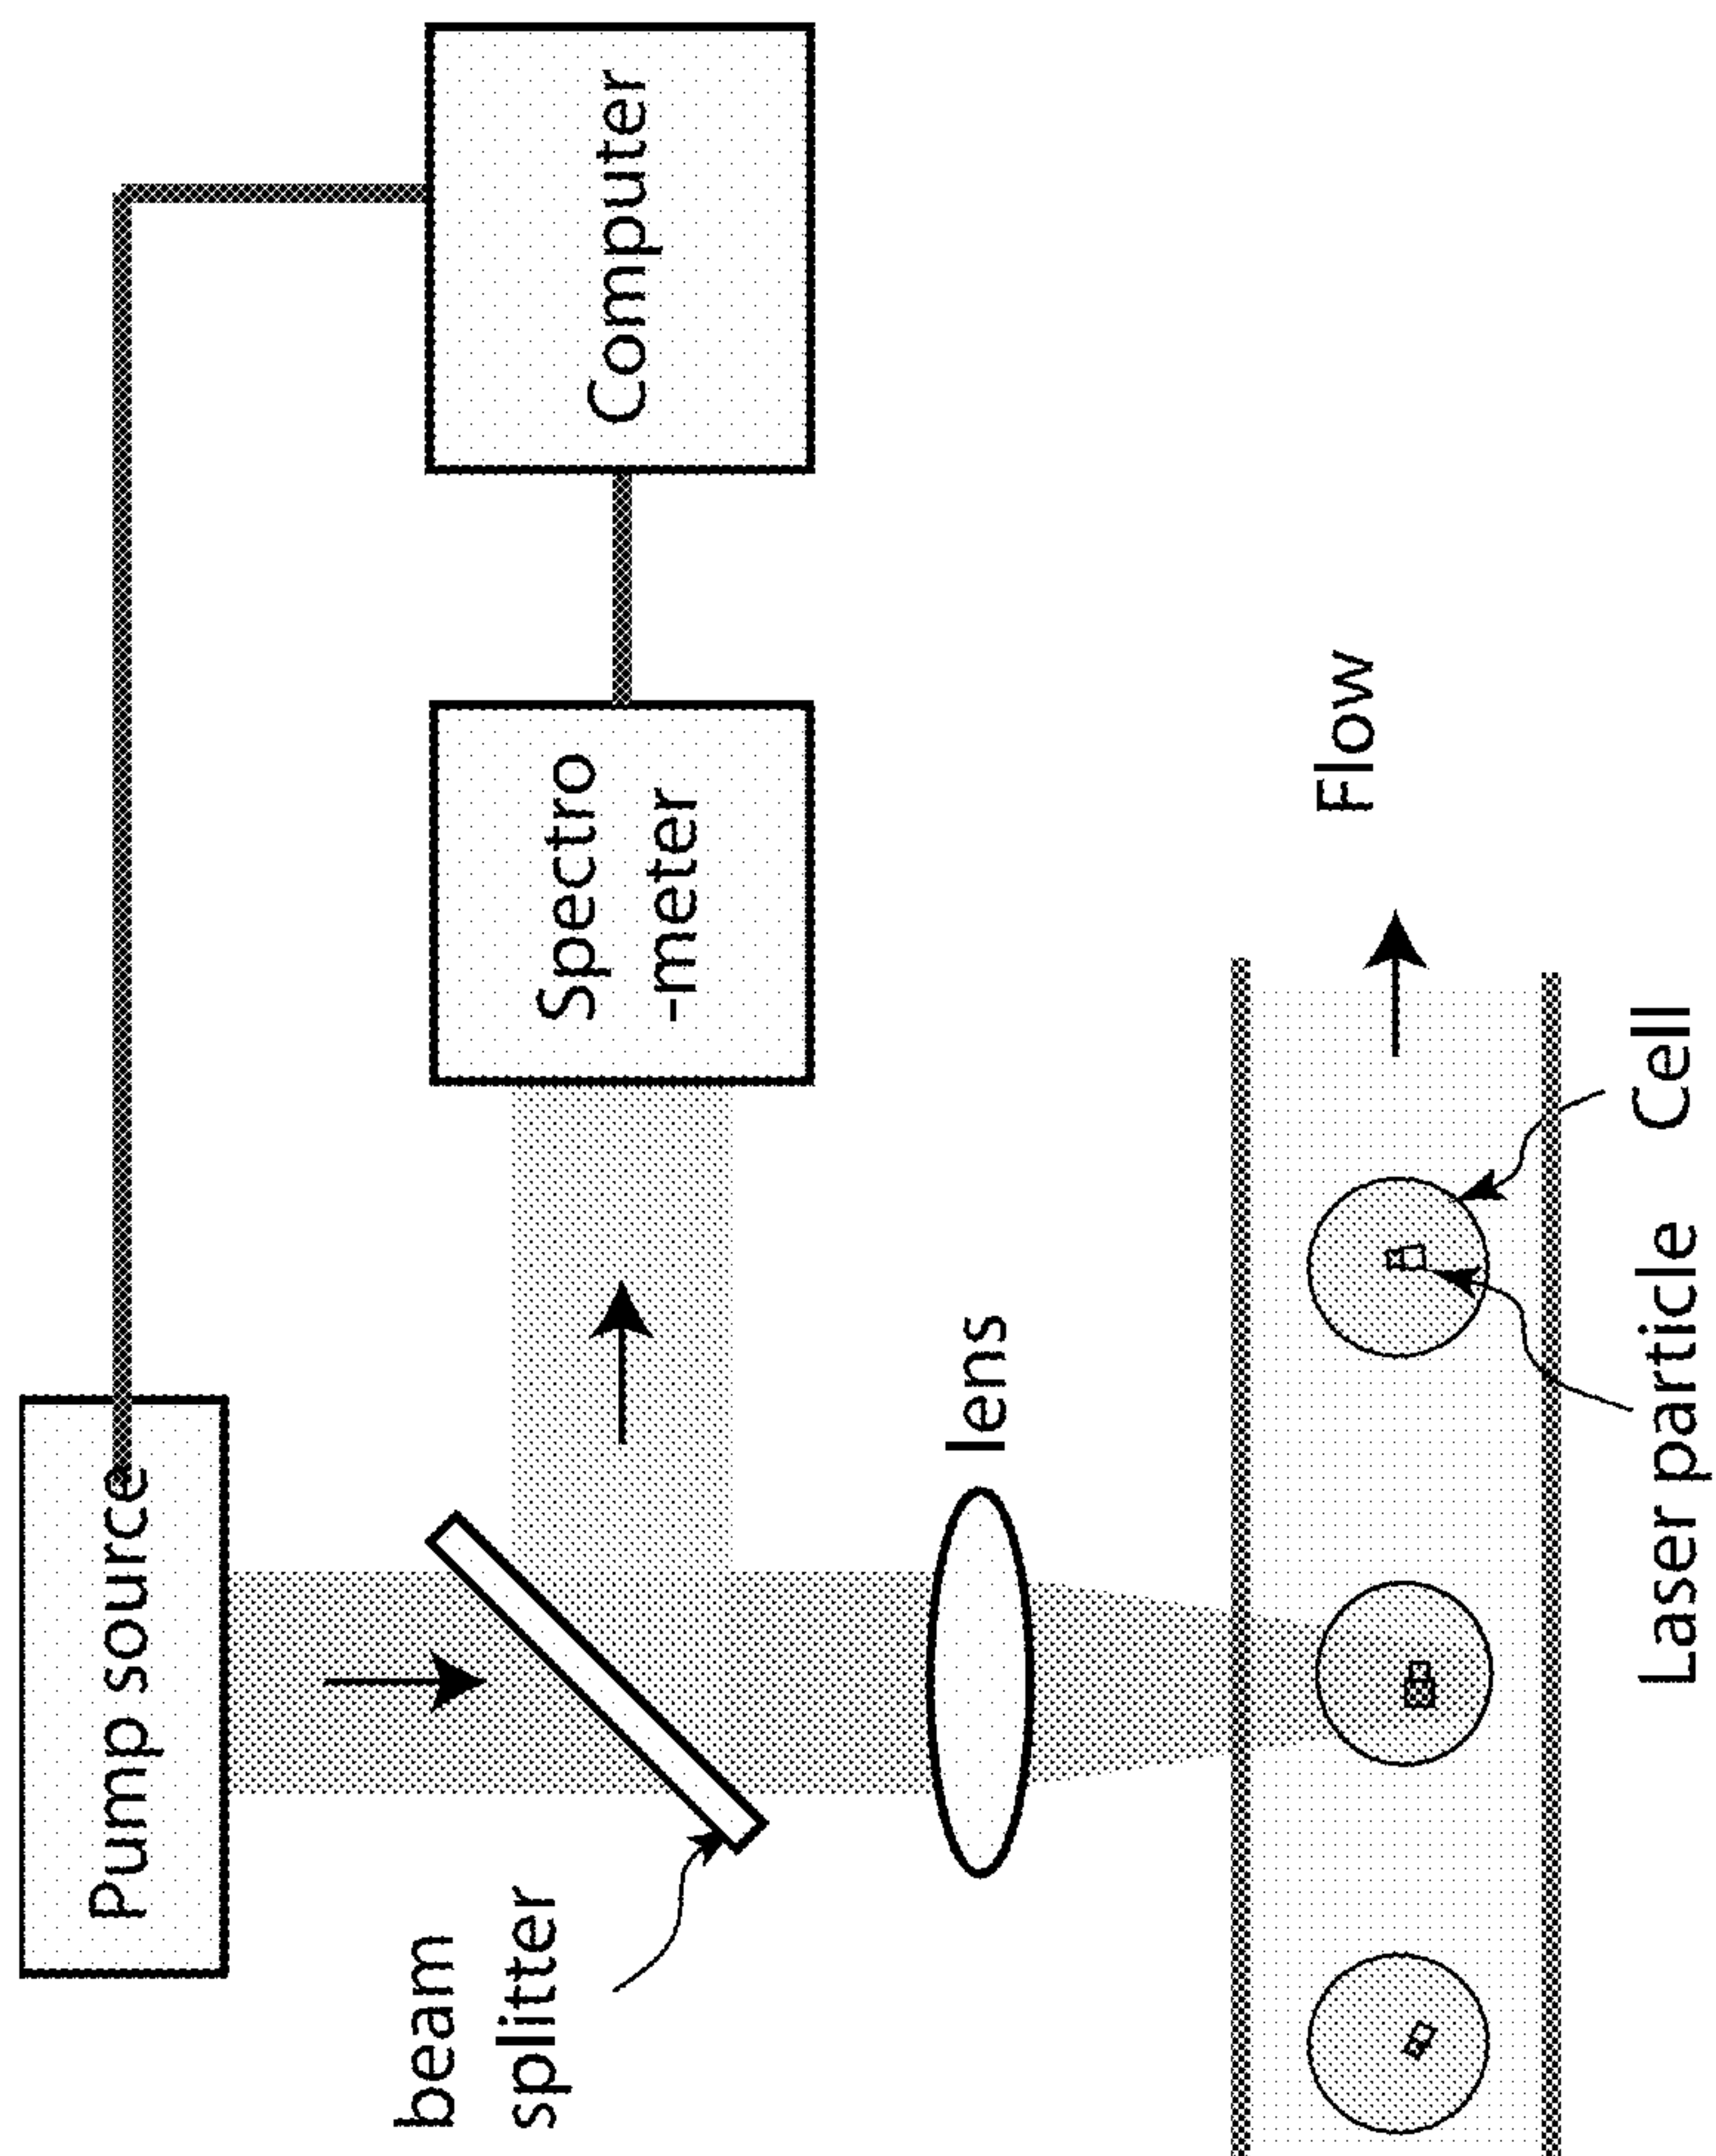 Pump source
beam
splitter
Spectro
-meter
Computer
lens
Flow
Laser particle
Cell